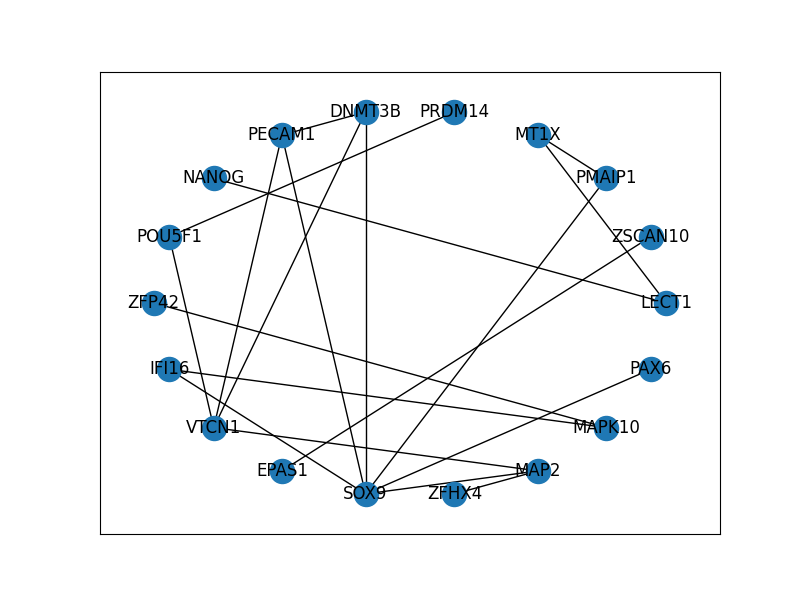 DNMT3B
PRDM14
PECAM1
MT1X
NANOG
PMAIP1
POU5F1
ZSCAN10
ZFP42
LECT1
IFI16
PAX6
VTCN1
MAPK10
EPAS1
MAP2
SOX9
ZFHX4